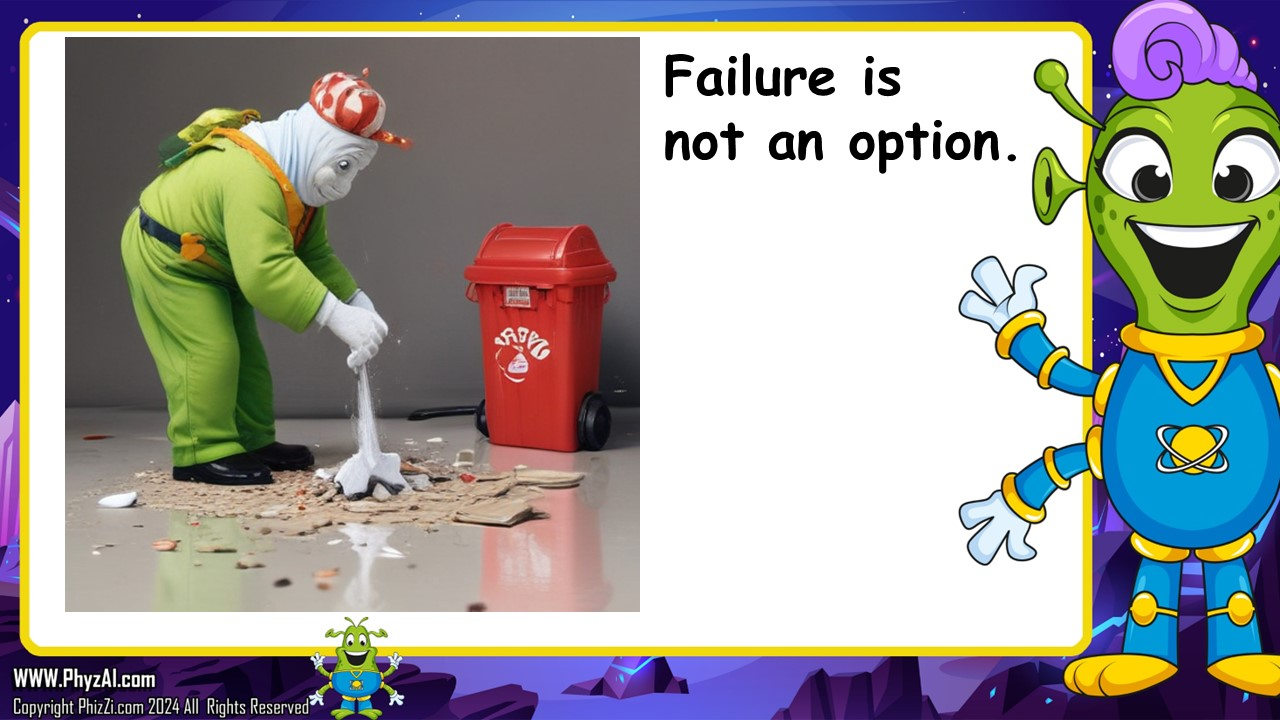 Failure is
not an option.
WWW.PhyzAI.com
Copyright PhizZi.com 2024 All Rights Reserved